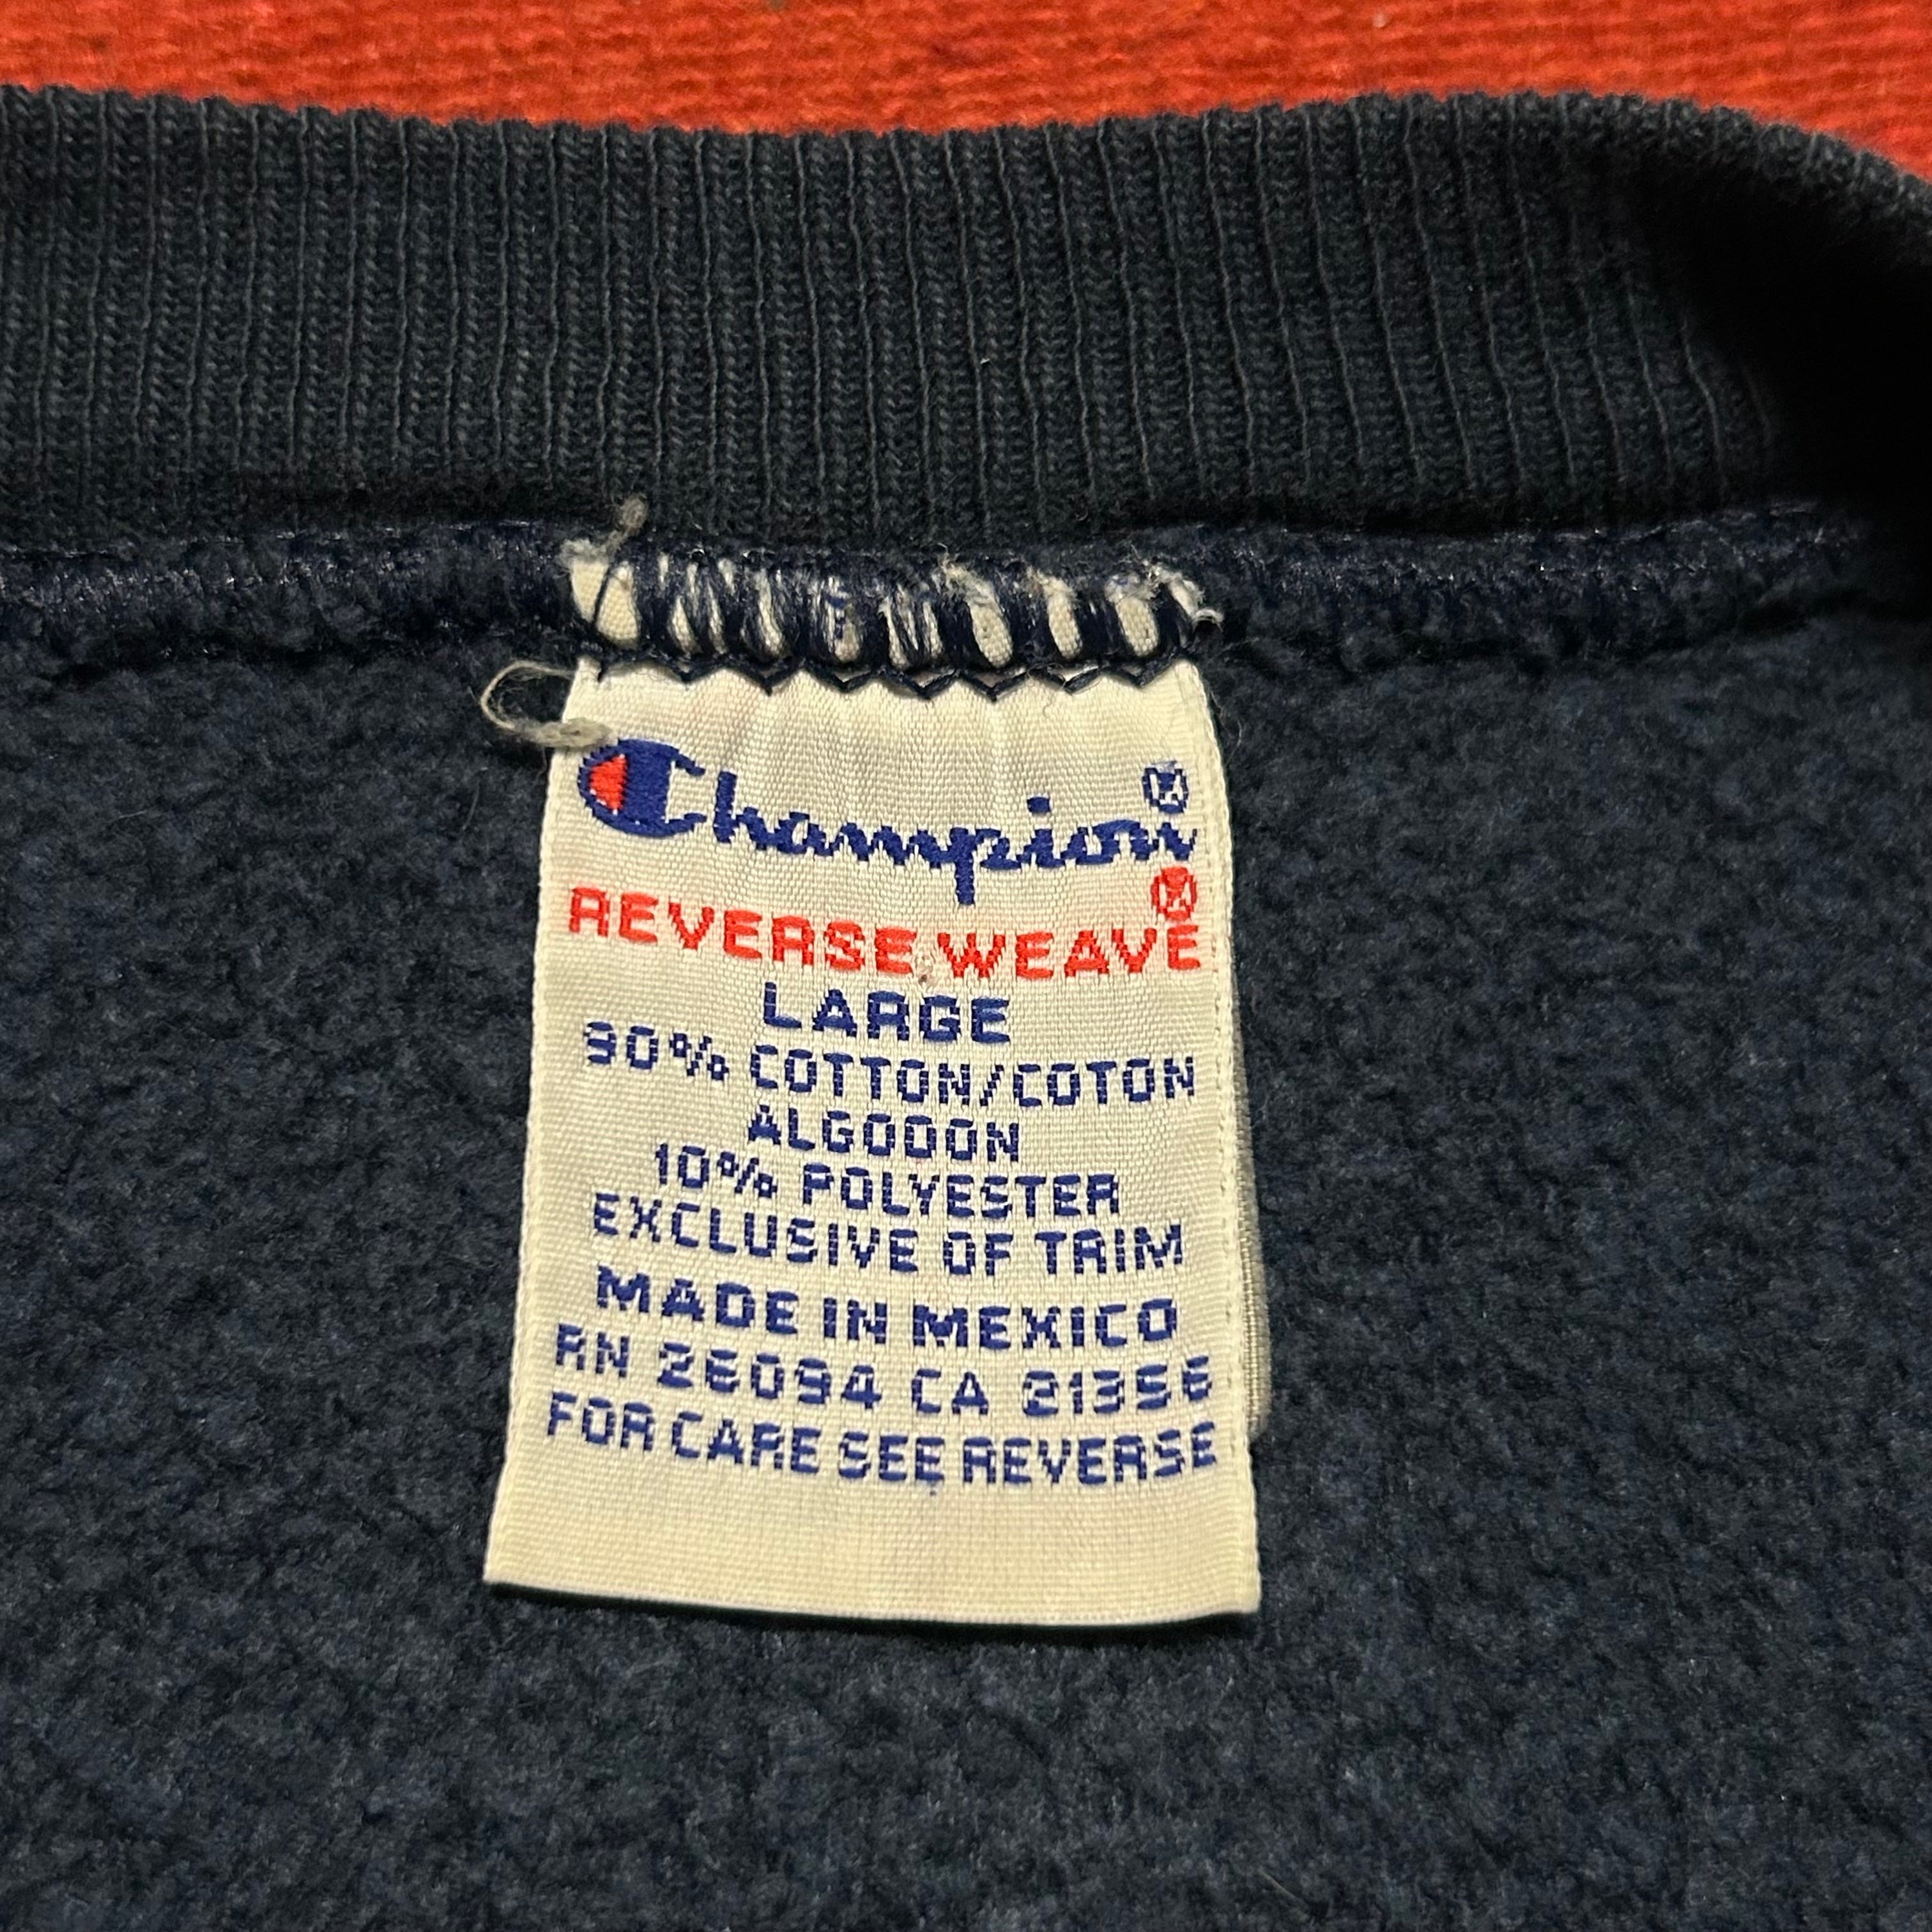 Champion®
REVERSE WEAVE®
LARGE
90% COTTON/COTON
ALGODON
10% POLYESTER
EXCLUSIVE OF TRIM
MADE IN MEXICO
RN 26094 CA 21356
FOR CARE SEE REVERSE